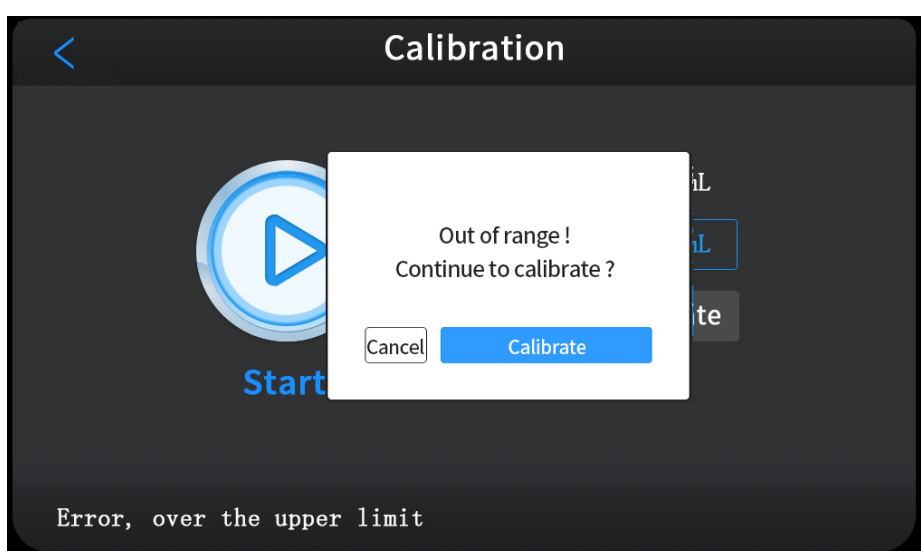 Calibration
Out of range !
Continue to calibrate ?
Cancel
Calibrate
Start
Error, over the upper limit